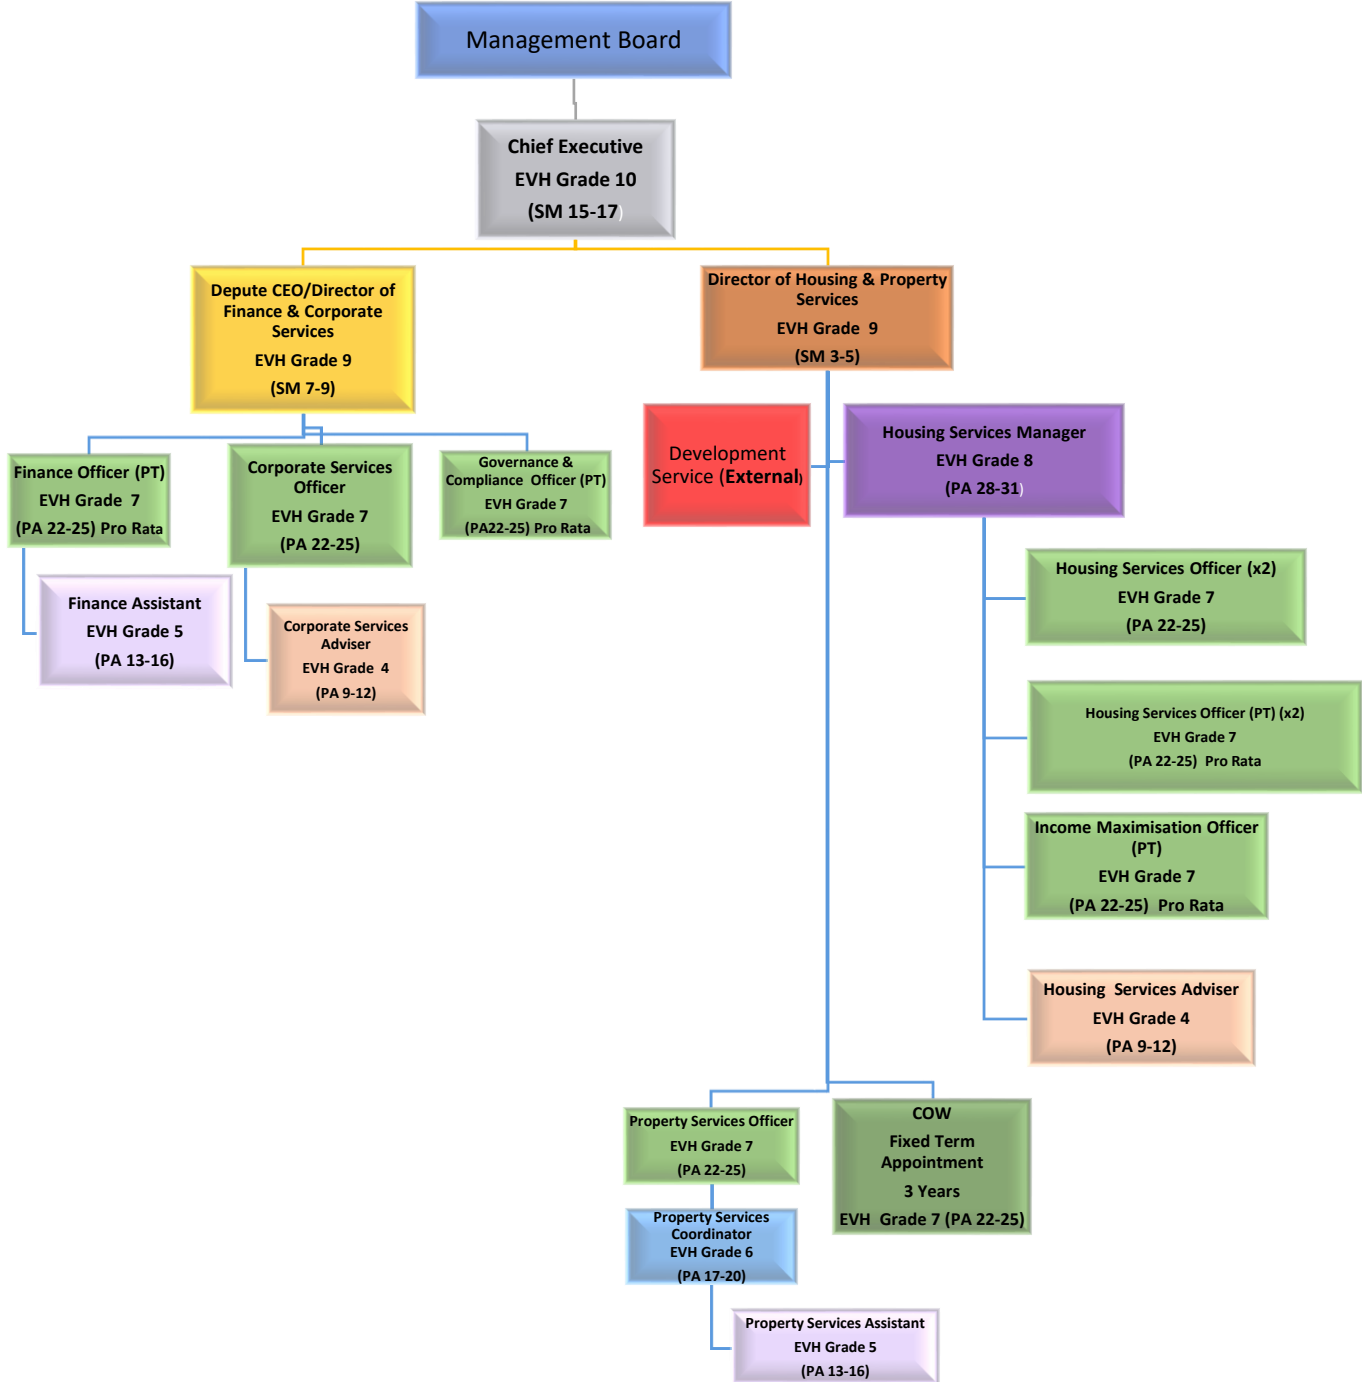 Management Board
Chief Executive
EVH Grade 10
(SM 15-17)
Depute CEO/Director of
Finance & Corporate
Services
EVH Grade 9
(SM 7-9)
Director of Housing & Property
Services
EVH Grade 9
(SM 3-5)
Development
Service (External)
Housing Services Manager
EVH Grade 8
(PA 28-31)
Finance Officer (PT)
EVH Grade 7
(PA 22-25) Pro Rata
Corporate Services
Officer
EVH Grade 7
(PA 22-25)
Governance &
Compliance Officer (PT)
EVH Grade 7
(PA22-25) Pro Rata
Finance Assistant
EVH Grade 5
(PA 13-16)
Corporate Services
Adviser
EVH Grade 4
(PA 9-12)
Housing Services Officer (x2)
EVH Grade 7
(PA 22-25)
Housing Services Officer (PT) (x2)
EVH Grade 7
(PA 22-25) Pro Rata
Income Maximisation Officer
(PT)
EVH Grade 7
(PA 22-25) Pro Rata
Housing Services Adviser
EVH Grade 4
(PA 9-12)
Property Services Officer
EVH Grade 7
(PA 22-25)
COW
Fixed Term
Appointment
3 Years
EVH Grade 7 (PA 22-25)
Property Services
Coordinator
EVH Grade 6
(PA 17-20)
Property Services Assistant
EVH Grade 5
(PA 13-16)